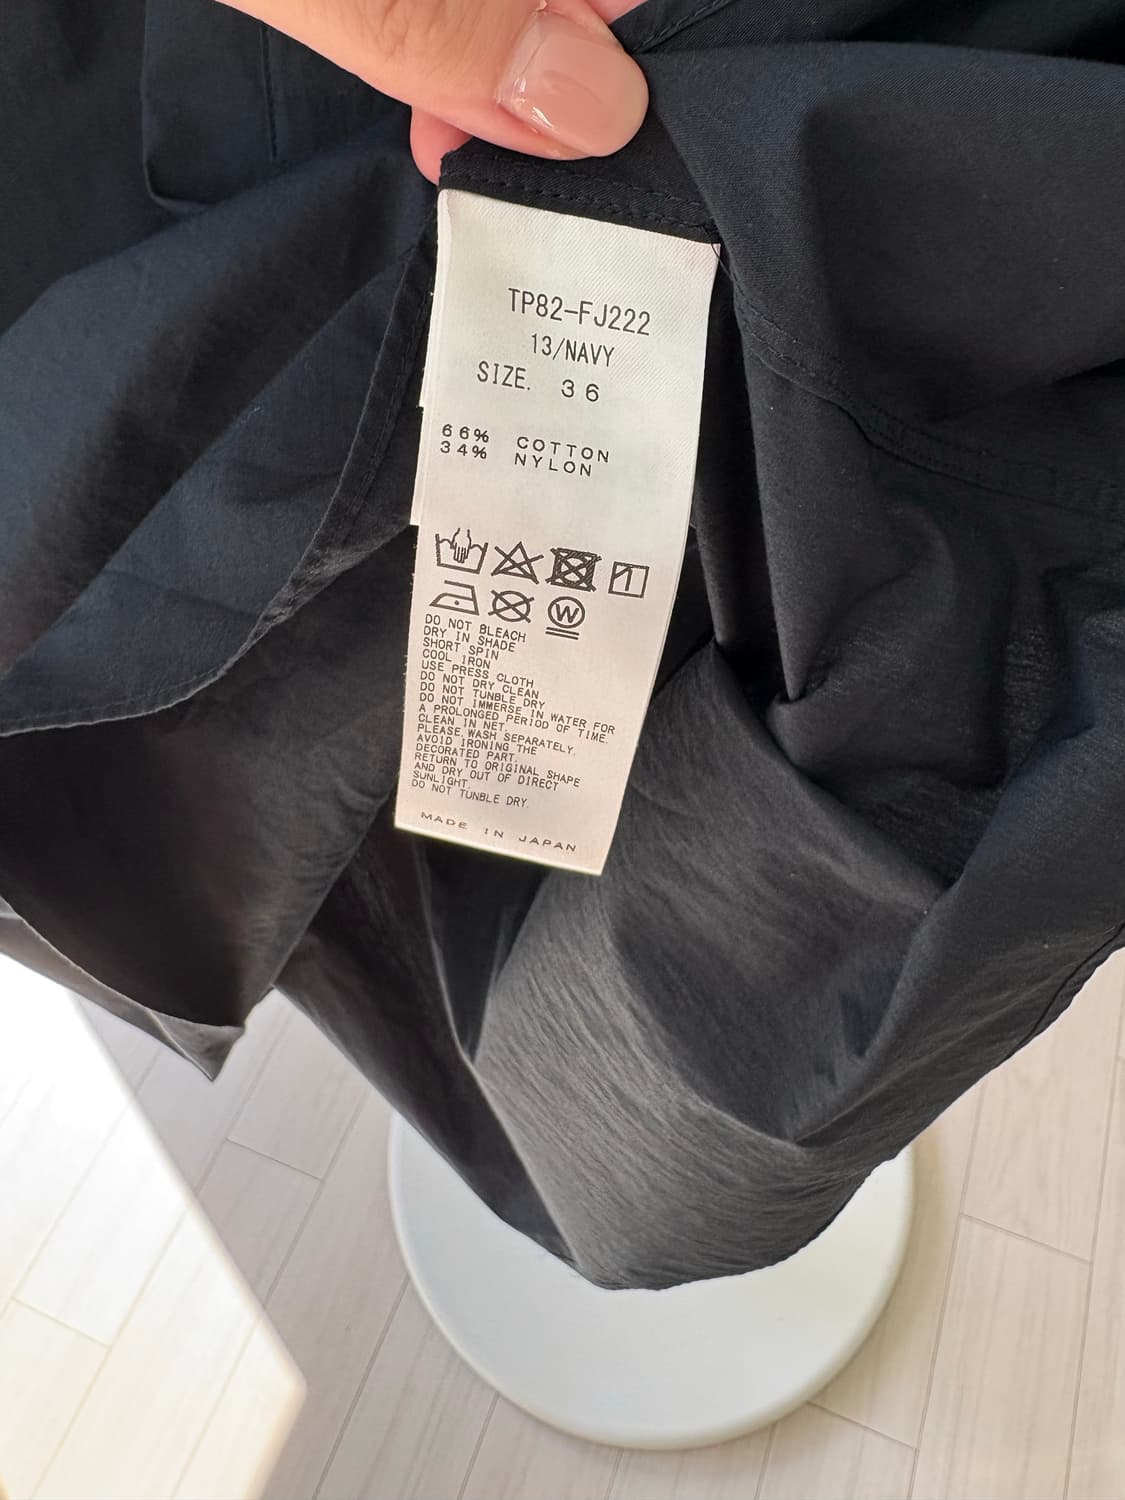 TP82-FJ222
13/NAVY
SIZE. 36
66% COTTON
34% NYLON
W
DO NOT BLEACH
DRY IN SHADE
SHORT SPIN
COOL IRON
USE PRESS CLOTH
DO NOT DRY CLEAN
DO NOT TUNBLE DRY
DO NOT IMMERSE IN WATER FOR
A PROLONGED PERIOD OF TIME.
CLEAN IN NET.
PLEASE WASH SEPARATELY.
AVOID IRONING THE
DECORATED PART.
RETURN TO ORIGINAL SHAPE
AND DRY OUT OF DIRECT
SUNLIGHT.
DO NOT TUNBLE DRY.
MADE IN JAPAN